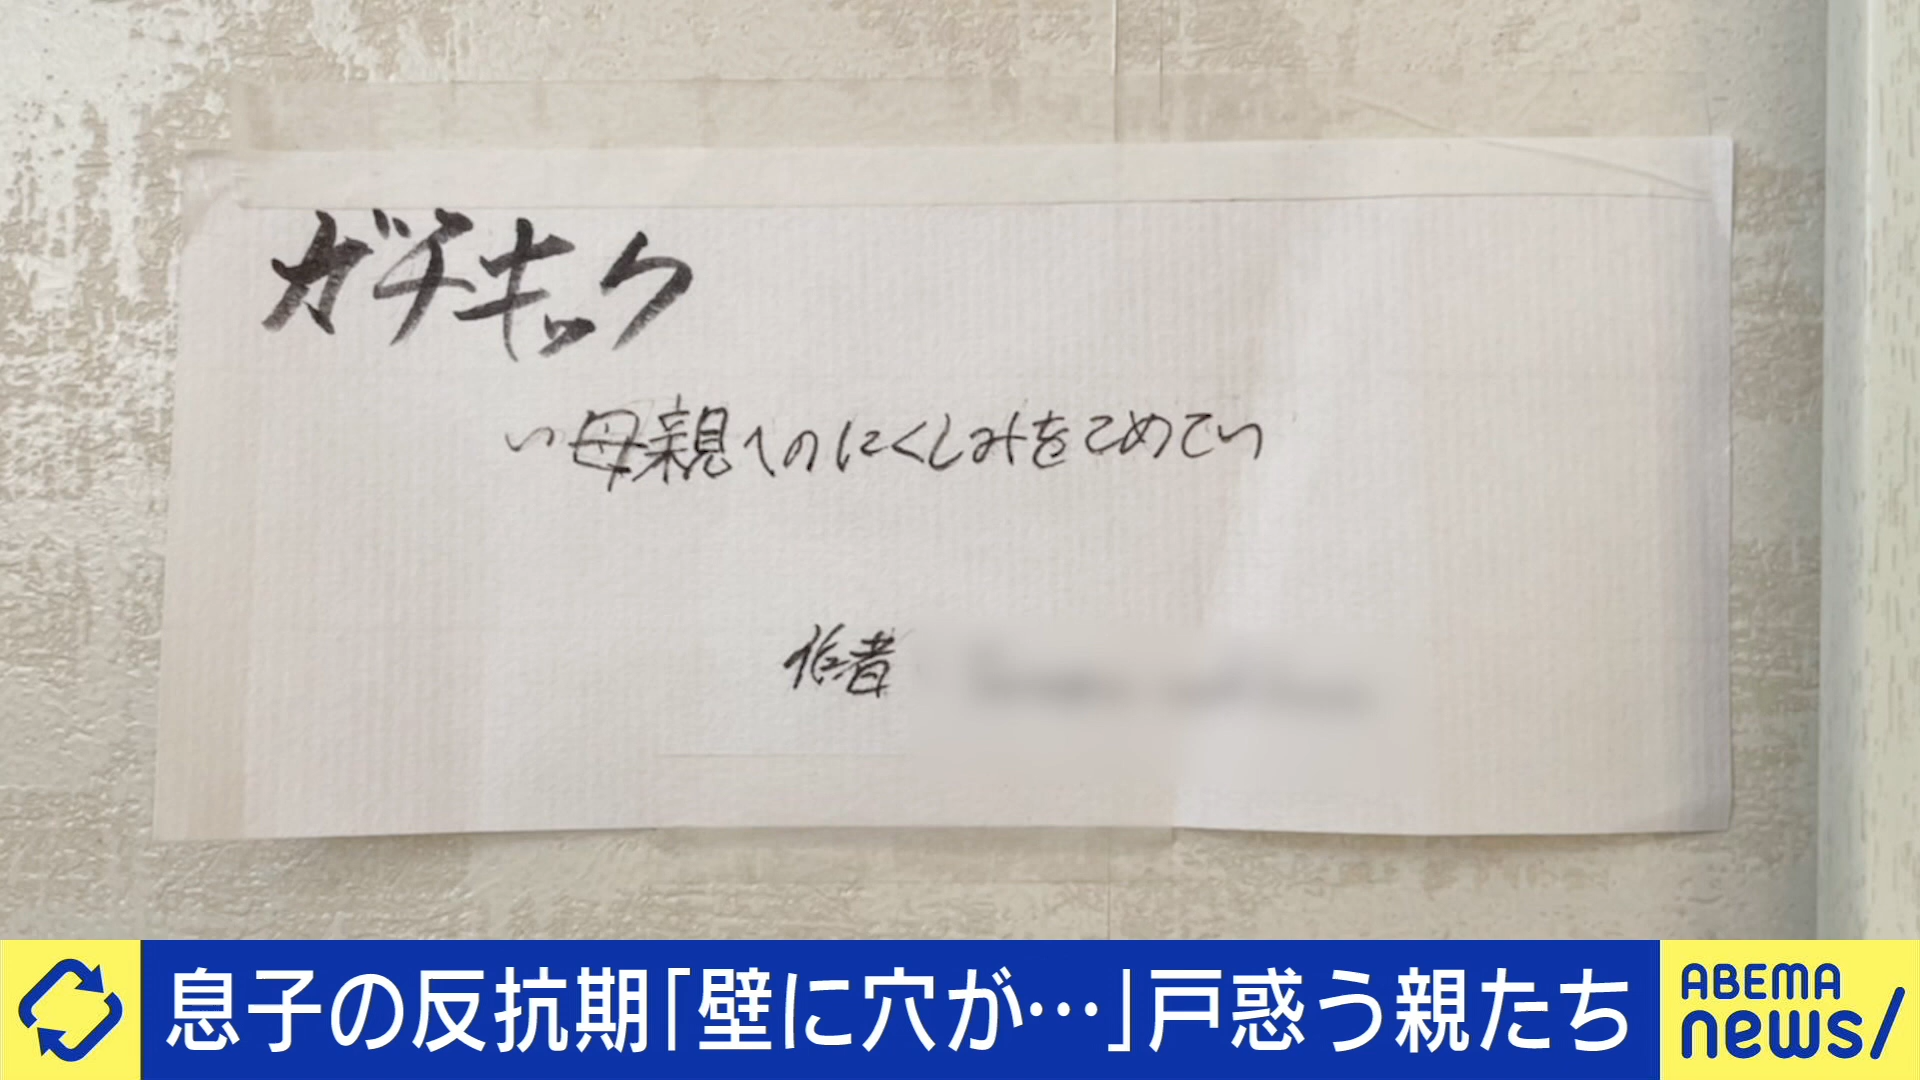 ガチキック
〃母親へのにくしみをこめて〃
作者
息子の反抗期「壁に穴が…」戸惑う親たち
ABEMA
news/